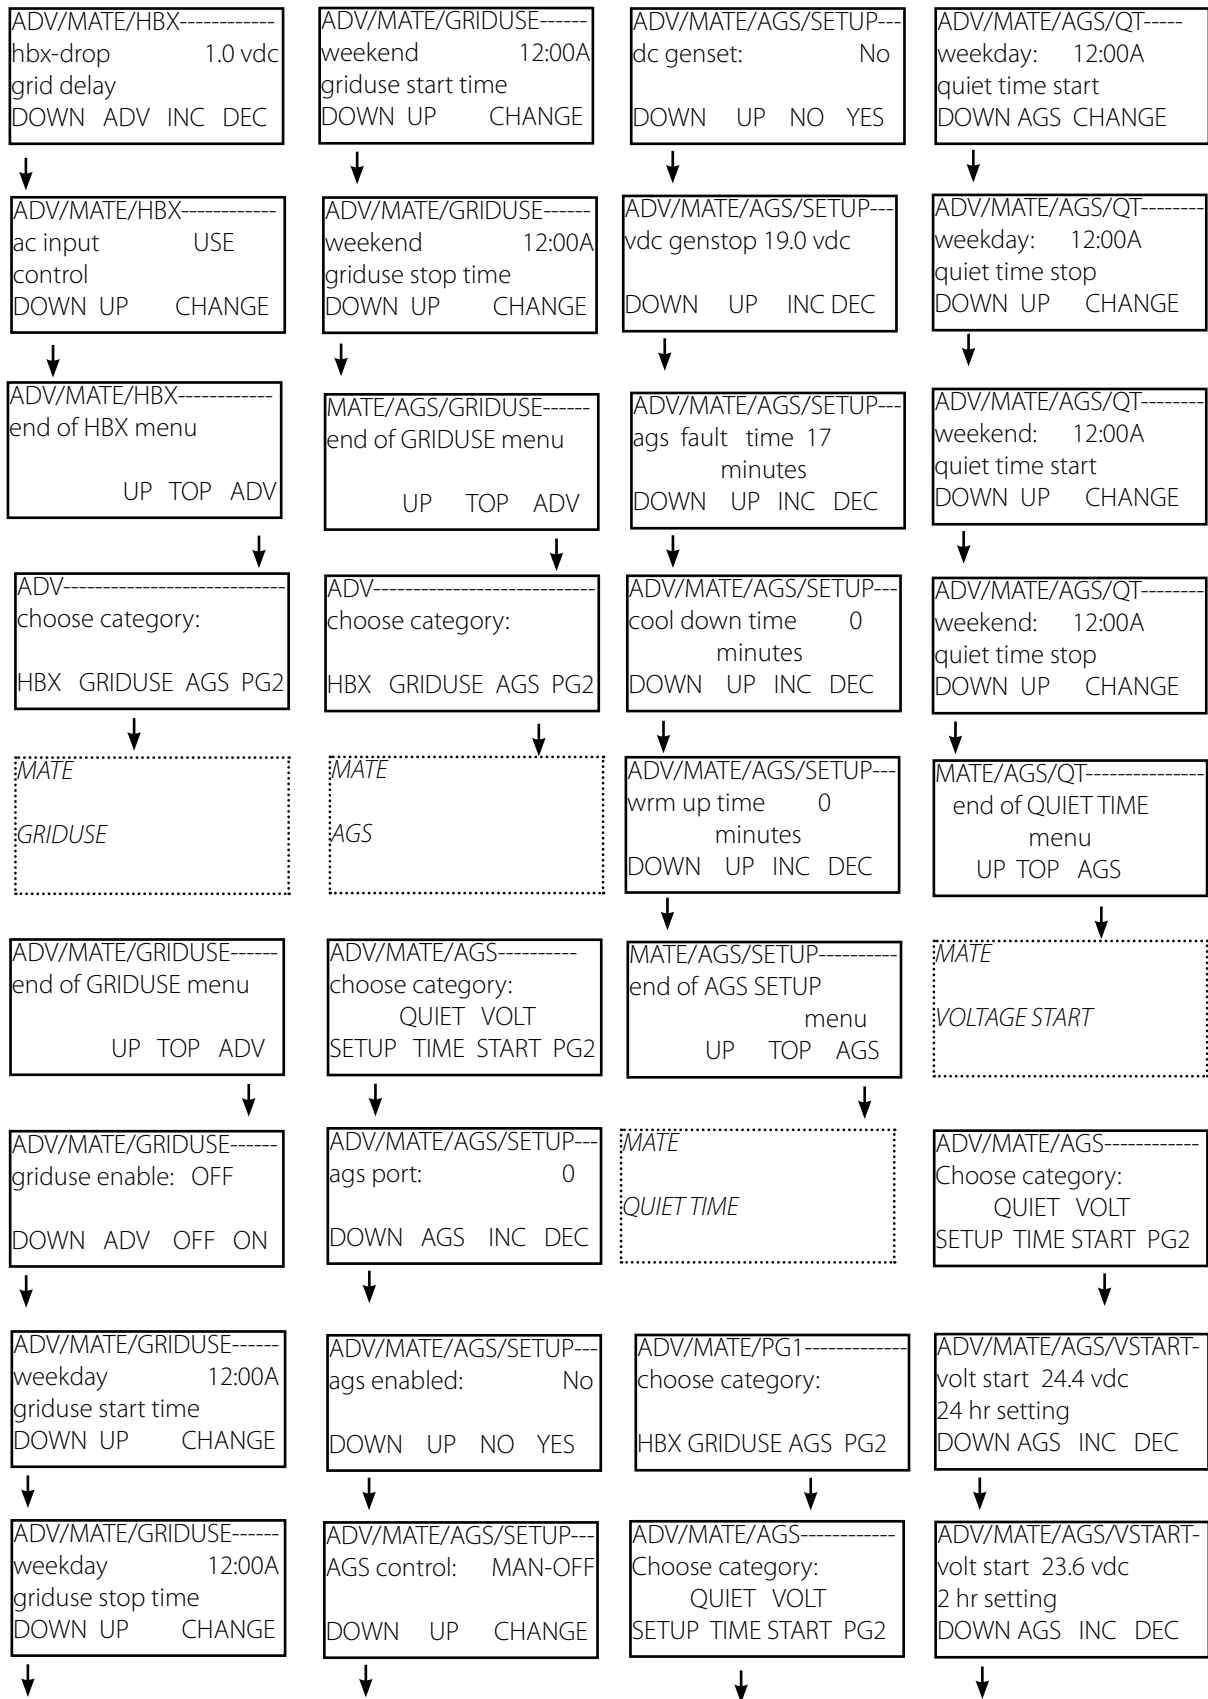 ADV/MATE/HBX------------
hbx-drop 1.0 vdc
grid delay
DOWN ADV INC DEC
ADV/MATE/HBX------------
ac input USE
control
DOWN UP CHANGE
ADV/MATE/HBX------------
end of HBX menu
UP TOP ADV
ADV----------------------------
choose category:
HBX GRIDUSE AGS PG2
MATE
GRIDUSE
ADV/MATE/GRIDUSE------
end of GRIDUSE menu
UP TOP ADV
ADV/MATE/GRIDUSE------
griduse enable: OFF
DOWN ADV OFF ON
ADV/MATE/GRIDUSE------
weekday 12:00A
griduse start time
DOWN UP CHANGE
ADV/MATE/GRIDUSE------
weekday 12:00A
griduse stop time
DOWN UP CHANGE
ADV/MATE/GRIDUSE------
weekend 12:00A
griduse start time
DOWN UP CHANGE
ADV/MATE/GRIDUSE------
weekend 12:00A
griduse stop time
DOWN UP CHANGE
MATE/AGS/GRIDUSE------
end of GRIDUSE menu
UP TOP ADV
ADV----------------------------
choose category:
HBX GRIDUSE AGS PG2
MATE
AGS
ADV/MATE/AGS----------
choose category:
QUIET VOLT
SETUP TIME START PG2
ADV/MATE/AGS/SETUP---
ags port: 0
DOWN AGS INC DEC
ADV/MATE/AGS/SETUP---
ags enabled: No
DOWN UP NO YES
ADV/MATE/AGS/SETUP---
AGS control: MAN-OFF
DOWN UP CHANGE
ADV/MATE/AGS/SETUP---
dc genset: No
DOWN UP NO YES
ADV/MATE/AGS/SETUP---
vdc genstop 19.0 vdc
DOWN UP INC DEC
ADV/MATE/AGS/SETUP---
ags fault time 17
minutes
DOWN UP INC DEC
ADV/MATE/AGS/SETUP---
cool down time 0
minutes
DOWN UP INC DEC
ADV/MATE/AGS/SETUP---
wrm up time 0
minutes
DOWN UP INC DEC
MATE/AGS/SETUP----------
end of AGS SETUP
menu
UP TOP AGS
MATE
QUIET TIME
ADV/MATE/PG1-------------
choose category:
HBX GRIDUSE AGS PG2
ADV/MATE/AGS------------
Choose category:
QUIET VOLT
SETUP TIME START PG2
ADV/MATE/AGS/QT-----
weekday: 12:00A
quiet time start
DOWN AGS CHANGE
ADV/MATE/AGS/QT--------
weekday: 12:00A
quiet time stop
DOWN UP CHANGE
ADV/MATE/AGS/QT--------
weekend: 12:00A
quiet time start
DOWN UP CHANGE
ADV/MATE/AGS/QT--------
weekend: 12:00A
quiet time stop
DOWN UP CHANGE
MATE/AGS/QT---------------
end of QUIET TIME
menu
UP TOP AGS
MATE
VOLTAGE START
ADV/MATE/AGS------------
Choose category:
QUIET VOLT
SETUP TIME START PG2
ADV/MATE/AGS/VSTART-
volt start 24.4 vdc
24 hr setting
DOWN AGS INC DEC
ADV/MATE/AGS/VSTART-
volt start 23.6 vdc
2 hr setting
DOWN AGS INC DEC